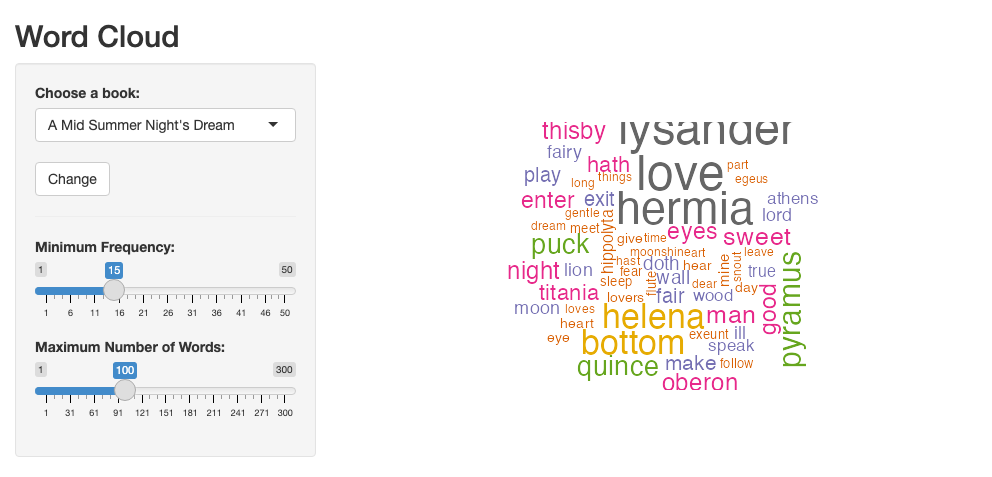 Word Cloud
Choose a book:
A Mid Summer Night's Dream
Change
Minimum Frequency:
1 15 50
1 6 11 16 21 26 31 36 41 46 50
Maximum Number of Words:
1 100 300
1 31 61 91 121 151 181 211 241 271 300
thisby lysander
fairy
hath love part
play long things egeus
enter exit hermia athens
gentle lord
dream meet hippolyta give time eyes sweet
puck moonshine art leave
night lion hast doth hear mine snout true
fear wall
sleep flute dear day
titania lovers fair wood good pyramus
moon loves helena man
heart
eye bottom exeunt ill
speak
quince make follow
oberon